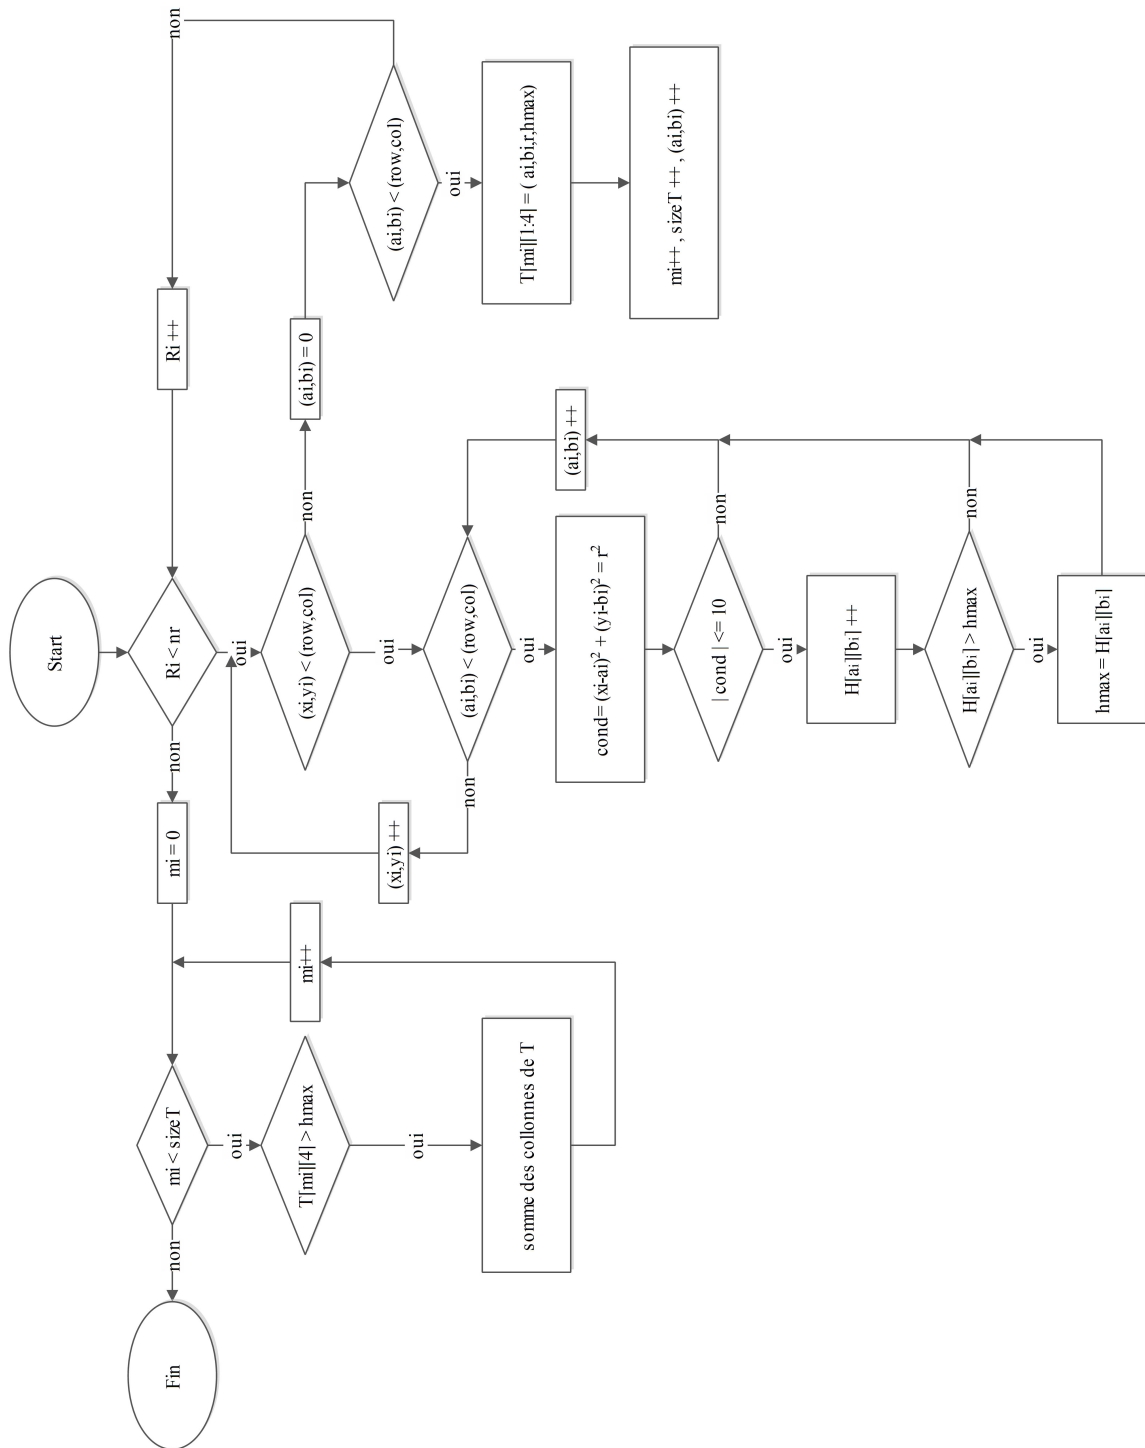 Start
Ri < nr
oui
non
Ri ++
non
mi = 0
mi < sizeT
non
Fin
oui
T[mi][4] > hmax
oui
somme des collonnes de T
mi++
(xi,yi) < (row,col)
non
(ai,bi) = 0
(ai,bi) < (row,col)
oui
T[mi][1:4] = ( ai,bi,r,hmax)
mi++ , sizeT ++ , (ai,bi) ++
oui
(ai,bi) < (row,col)
non
(xi,yi) ++
oui
cond= (xi-ai)² + (yi-bi)² = r²
(ai,bi) ++
| cond | <= 10
non
oui
H[ai][bi] ++
H[ai][bi] > hmax
non
oui
hmax = H[ai][bi]